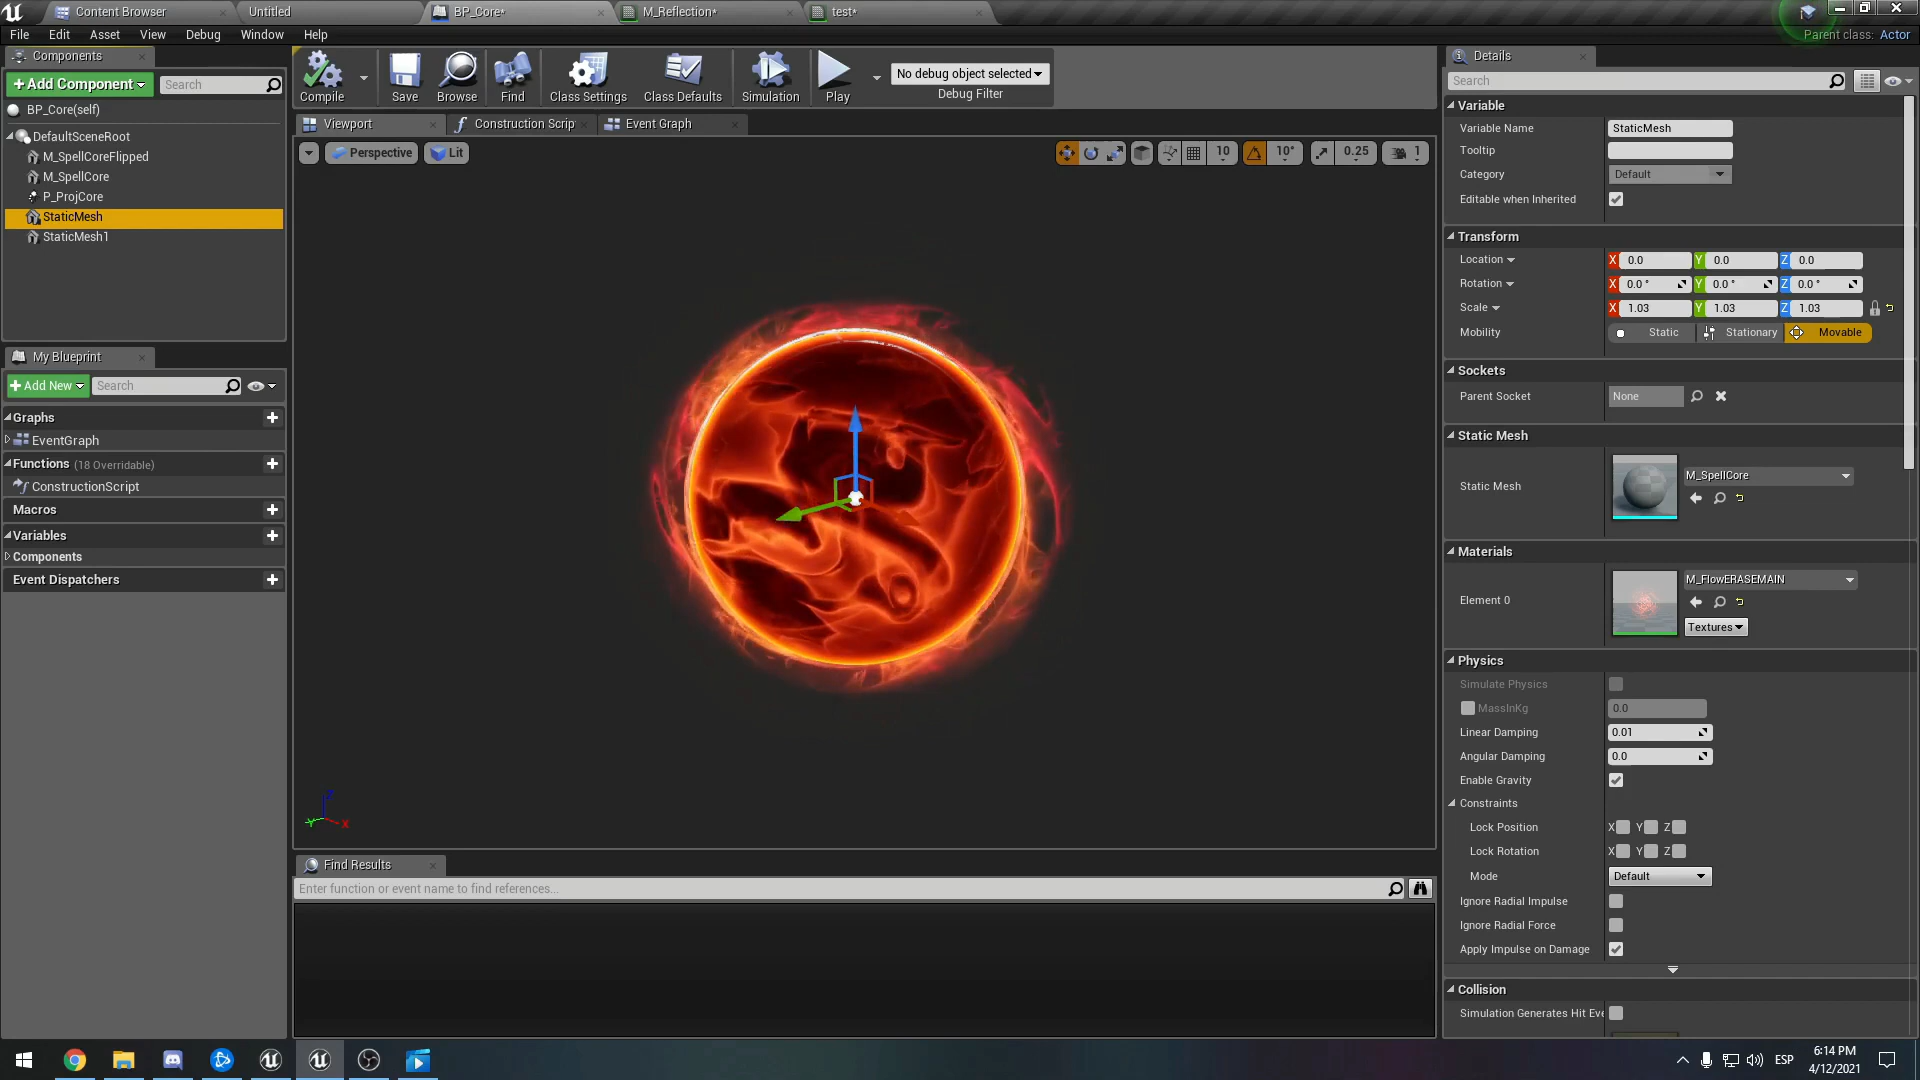 Content Browser
Untitled
BP_Core*
M_Reflection*
test*
File
Edit
Asset
View
Debug
Window
Help
Parent class: Actor
Components
+Add Component
Search
BP_Core(self)
DefaultSceneRoot
M_SpellCoreFlipped
M_SpellCore
P_ProjCore
StaticMesh
StaticMesh1
My Blueprint
+Add New
Search
Graphs
EventGraph
Functions (18 Overridable)
ConstructionScript
Macros
Variables
Components
Event Dispatchers
Compile
Save
Browse
Find
Class Settings
Class Defaults
Simulation
Play
No debug object selected
Debug Filter
Viewport
Construction Scrip
Event Graph
Perspective
Lit
10
10°
0.25
1
Z
Y
X
Find Results
Enter function or event name to find references...
Details
Search
Variable
Variable Name StaticMesh
Tooltip
Category Default
Editable when Inherited
Transform
Location X 0.0 Y 0.0 Z 0.0
Rotation X 0.0° Y 0.0° Z 0.0°
Scale X 1.03 Y 1.03 Z 1.03
Mobility Static Stationary Movable
Sockets
Parent Socket None
Static Mesh
Static Mesh M_SpellCore
Materials
Element 0 M_FlowERASEMAIN
Textures
Physics
Simulate Physics
MassInKg 0.0
Linear Damping 0.01
Angular Damping 0.0
Enable Gravity
Constraints
Lock Position X Y Z
Lock Rotation X Y Z
Mode Default
Ignore Radial Impulse
Ignore Radial Force
Apply Impulse on Damage
Collision
Simulation Generates Hit Eve
ESP
6:14 PM
4/12/2021